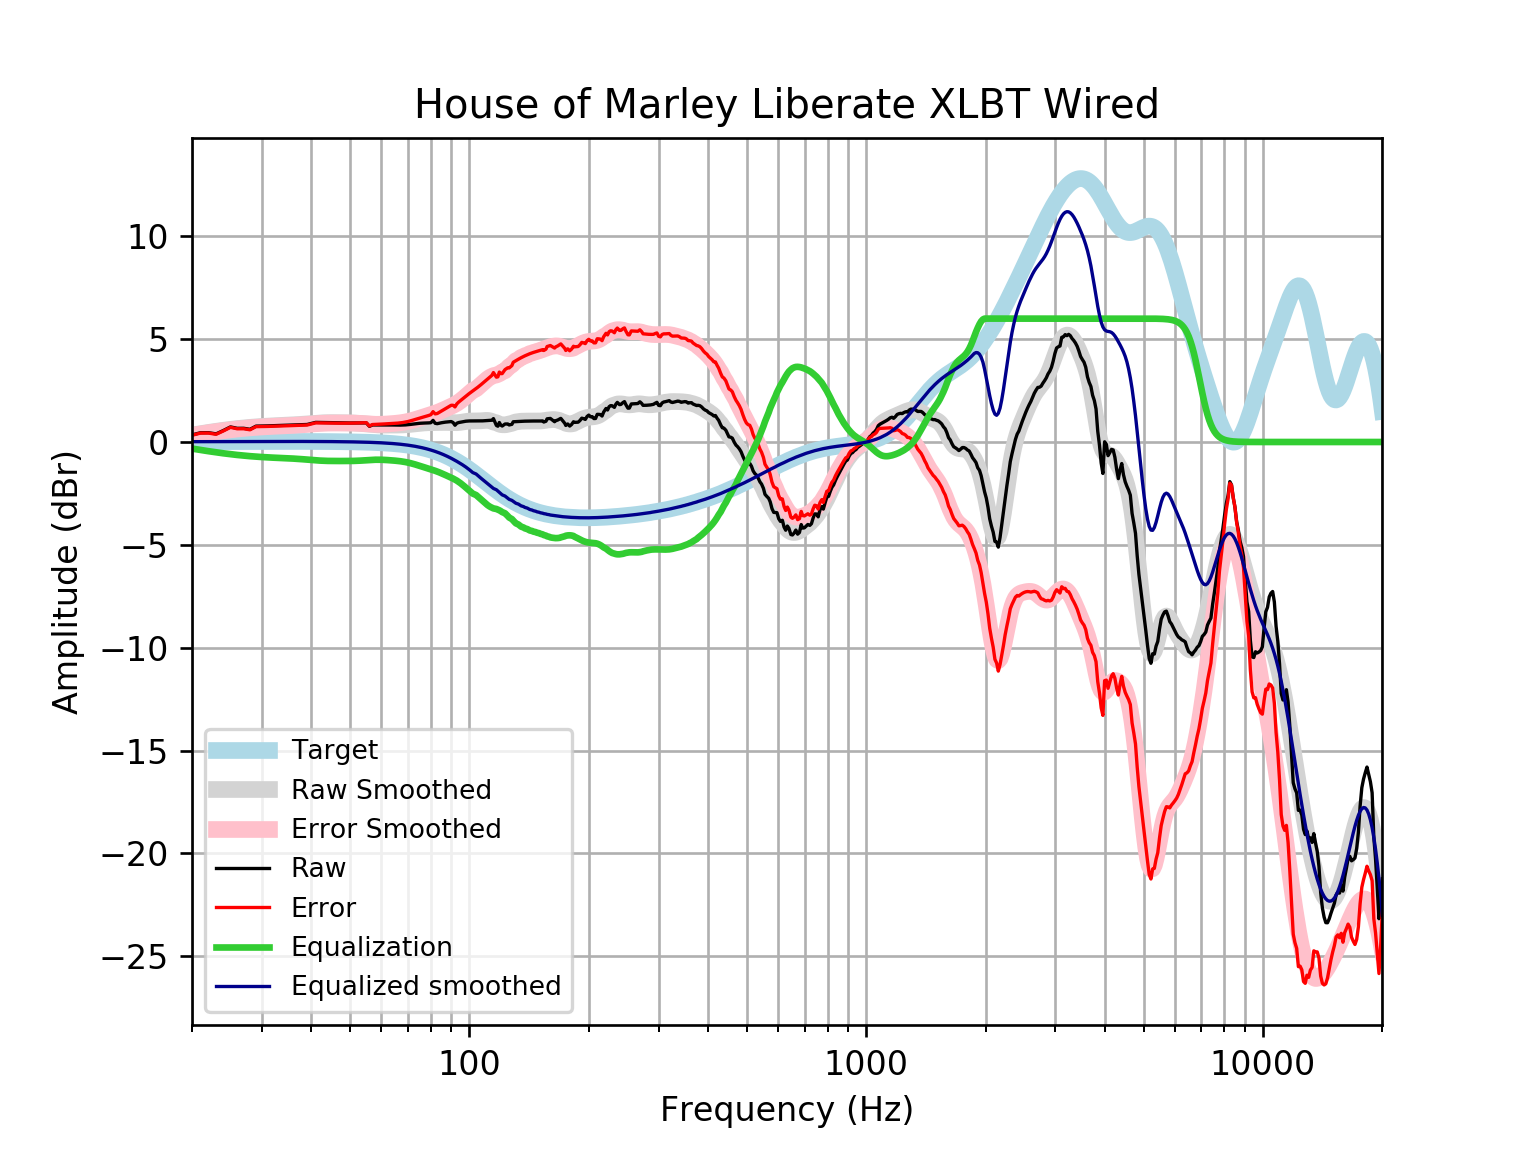 House of Marley Liberate XLBT Wired
Amplitude (dBr)
10
5
0
−5
−10
−15
−20
−25
Target
Raw Smoothed
Error Smoothed
Raw
Error
Equalization
Equalized smoothed
100
1000
10000
Frequency (Hz)